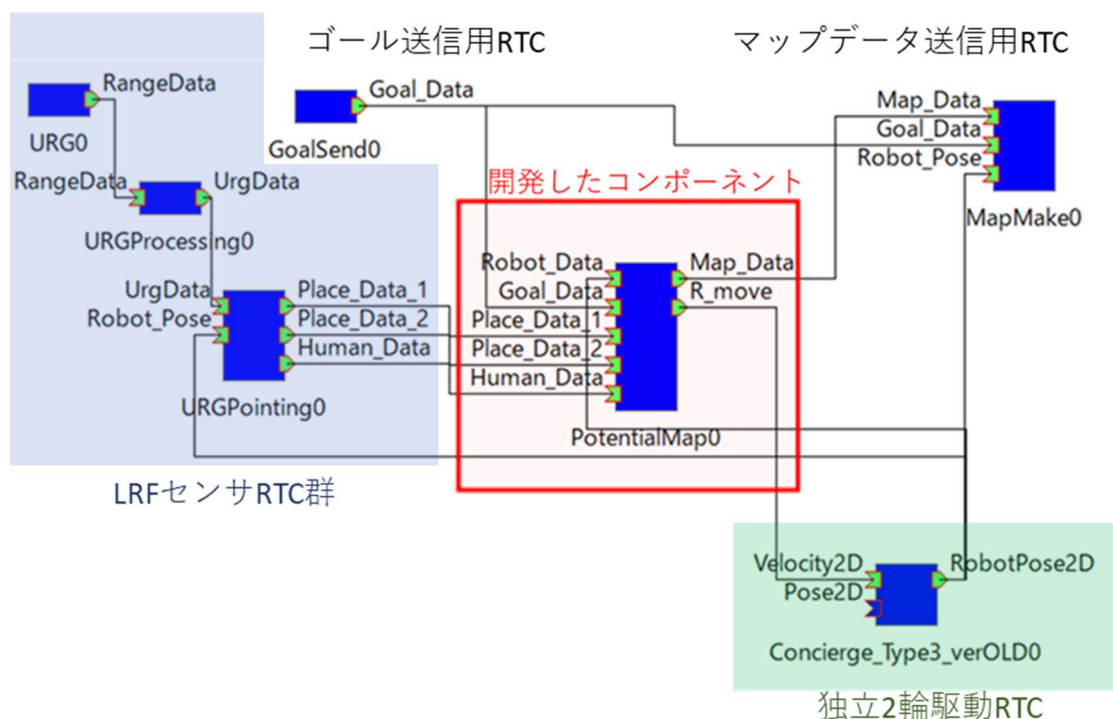 ゴール送信用RTC
マップデータ送信用RTC
RangeData
URG0
Goal_Data
GoalSend0
Map_Data
Goal_Data
Robot_Pose
MapMake0
RangeData
UrgData
URGProcessing0
開発したコンポーネント
UrgData
Robot_Pose
Place_Data_1
Place_Data_2
Human_Data
URGPointing0
Robot_Data
Goal_Data
Place_Data_1
Place_Data_2
Human_Data
Map_Data
R_move
PotentialMap0
LRFセンサRTC群
Velocity2D
Pose2D
RobotPose2D
Concierge_Type3_verOLD0
独立2輪駆動RTC